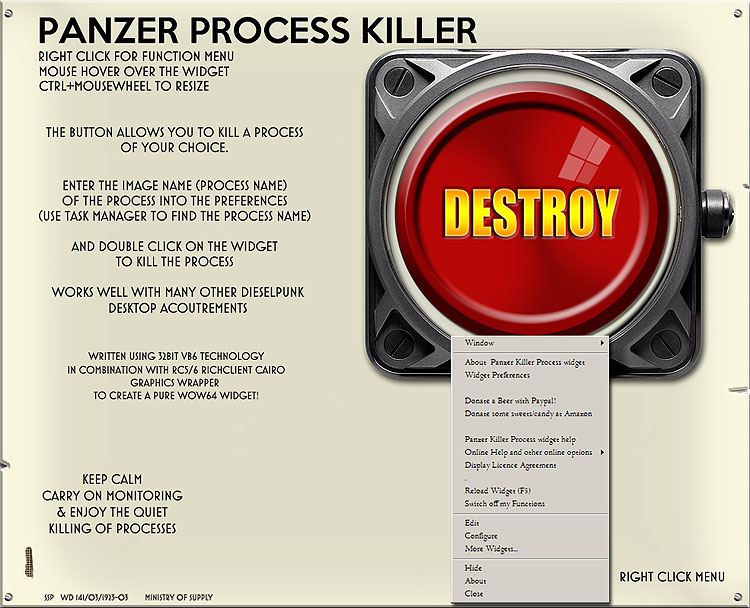 PANZER PROCESS KILLER
RIGHT CLICK FOR FUNCTION MENU
MOUSE HOVER OVER THE WIDGET
CTRL+MOUSEWHEEL TO RESIZE
THE BUTTON ALLOWS YOU TO KILL A PROCESS
OF YOUR CHOICE.
ENTER THE IMAGE NAME (PROCESS NAME)
OF THE PROCESS INTO THE PREFERENCES
(USE TASK MANAGER TO FIND THE PROCESS NAME)
AND DOUBLE CLICK ON THE WIDGET
TO KILL THE PROCESS
WORKS WELL WITH MANY OTHER DIESELPUNK
DESKTOP ACOUTREMENTS
WRITTEN USING 32BIT VB6 TECHNOLOGY
IN COMBINATION WITH RC5/6 RICHCLIENT CAIRO
GRAPHICS WRAPPER
TO CREATE A PURE WOW64 WIDGET!
KEEP CALM
CARRY ON MONITORING
& ENJOY THE QUIET
KILLING OF PROCESSES
SSP WD 141/O3/1923-O3 MINISTRY OF SUPPLY
DESTROY
Window
About Panzer Killer Process widget
Widget Preferences
Donate a Beer with Paypal!
Donate some sweets/candy at Amazon
.
Panzer Killer Process widget help
Online Help and other online options
Display Licence Agreement
.
Reload Widget (F5)
Switch off my Functions
Edit
Configure
More Widgets...
Hide
About
Close
RIGHT CLICK MENU